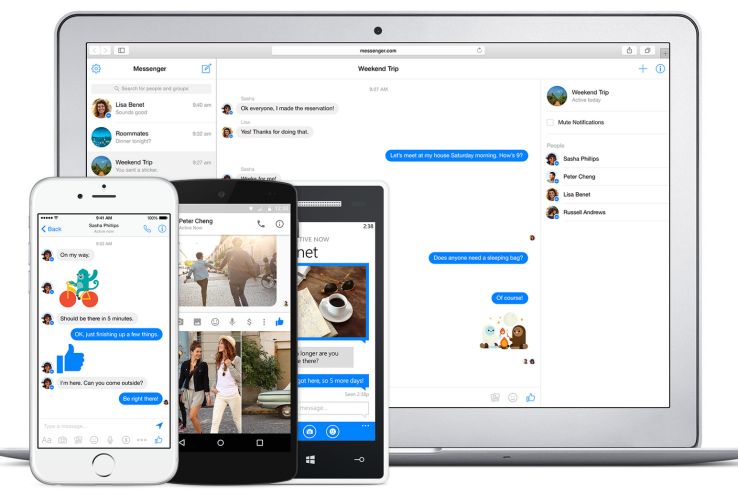 messenger.com
Messenger
Weekend Trip
Search for people and groups
Lisa Benet
9:40 am
Sounds good
Roommates
9:32 am
Dinner tonight?
Weekend Trip
9:27 am
You sent a sticker.
9:27 AM
Sasha
Ok everyone, I made the reservation!
Lisa
Yes! Thanks for doing that.
Let's meet at my house Saturday morning. How's 9?
Sasha
Works for me!
Does anyone need a sleeping bag?
Of course!
Weekend Trip
Active today
Mute Notifications
People
Sasha Phillips
Peter Cheng
Lisa Benet
Russell Andrews
9:41 AM
100%
Back
Sasha Phillips
Active now
9:32 AM
On my way.
Should be there in 5 minutes.
OK, just finishing up a few things.
I'm here. Can you come outside?
Be right there!
Type a message...
Aa
Peter Cheng
Active Now
$
2:38
TIVE NOW
net
longer are you
there?
got here, so 5 more days!
Seen 2:38p
message...